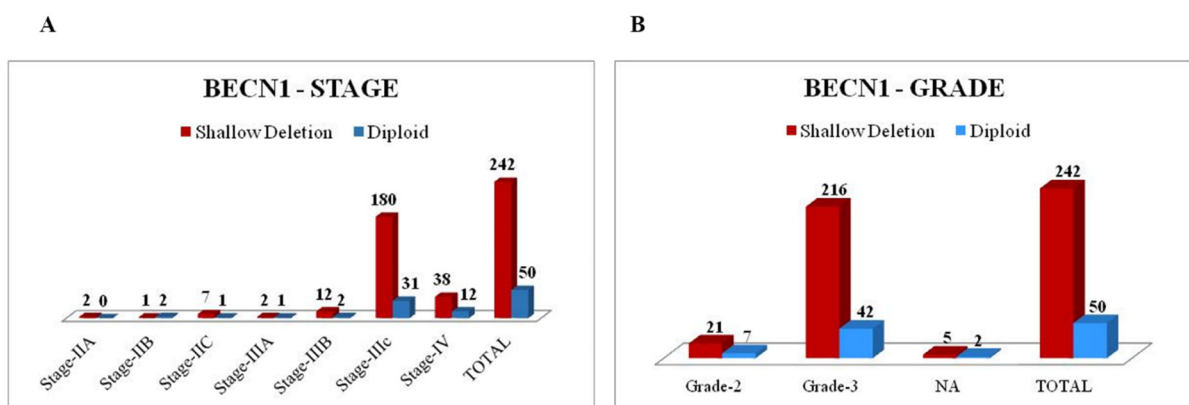 A
B
BECN1 - STAGE
Shallow Deletion Diploid
2 0 1 2 7 1 2 1 12 2 180 31 38 12 242 50
Stage-IIA Stage-IIB Stage-IIC Stage-IIIA Stage-IIIB Stage-IIIc Stage-IV TOTAL
BECN1 - GRADE
Shallow Deletion Diploid
21 7 216 42 5 2 242 50
Grade-2 Grade-3 NA TOTAL